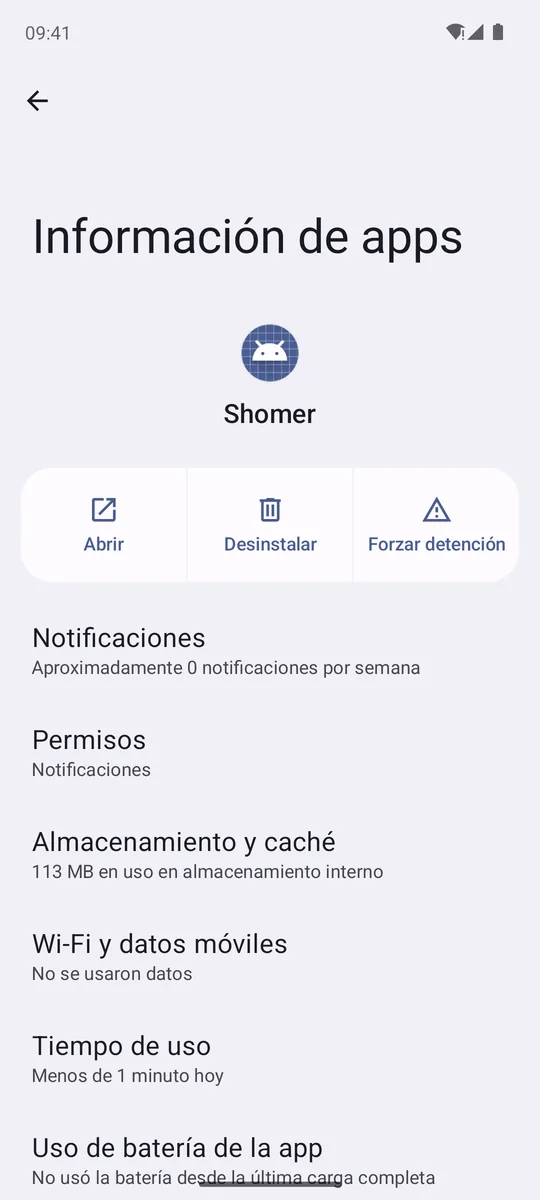 09:41
Información de apps
Shomer
Abrir
Desinstalar
Forzar detención
Notificaciones
Aproximadamente 0 notificaciones por semana
Permisos
Notificaciones
Almacenamiento y caché
113 MB en uso en almacenamiento interno
Wi-Fi y datos móviles
No se usaron datos
Tiempo de uso
Menos de 1 minuto hoy
Uso de batería de la app
No usó la batería desde la última carga completa